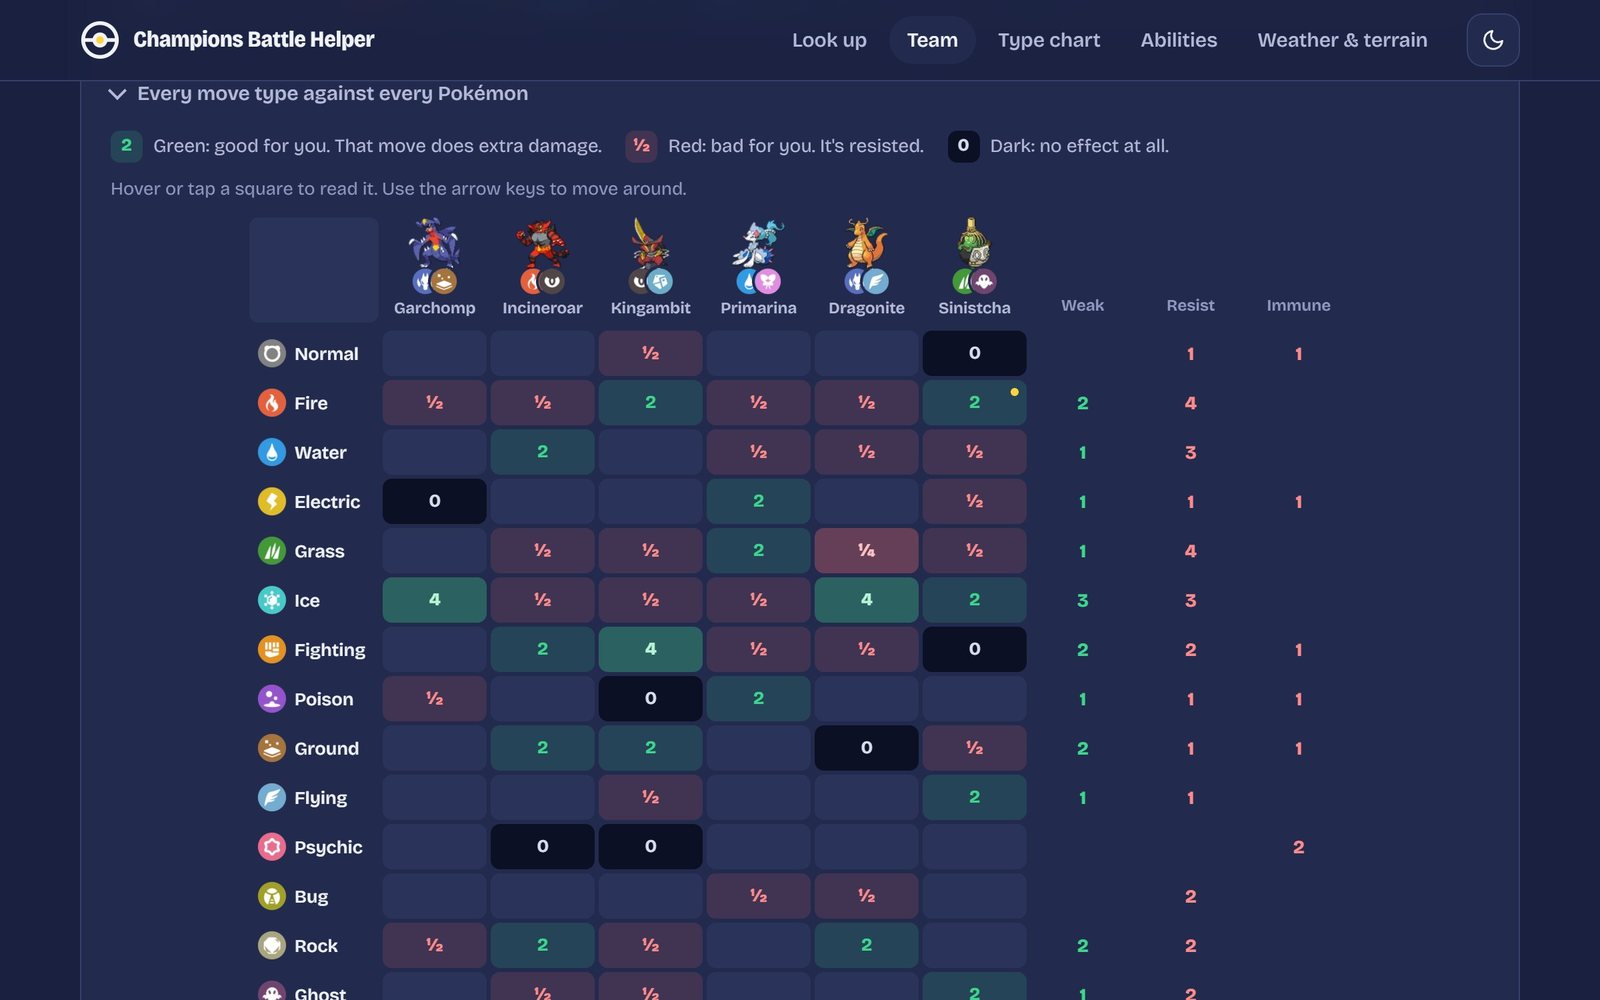 Champions Battle Helper
Look up Team Type chart Abilities Weather & terrain
Every move type against every Pokémon
2 Green: good for you. That move does extra damage. ½ Red: bad for you. It's resisted. 0 Dark: no effect at all.
Hover or tap a square to read it. Use the arrow keys to move around.
Garchomp Incineroar Kingambit Primarina Dragonite Sinistcha Weak Resist Immune
Normal ½ 0 1 1
Fire ½ ½ 2 ½ ½ 2 2 4
Water 2 ½ ½ ½ 1 3
Electric 0 2 ½ 1 1 1
Grass ½ ½ 2 ¼ ½ 1 4
Ice 4 ½ ½ ½ 4 2 3 3
Fighting 2 4 ½ ½ 0 2 2 1
Poison ½ 0 2 1 1 1
Ground 2 2 0 ½ 2 1 1
Flying ½ 2 1 1
Psychic 0 0 2
Bug ½ ½ 2
Rock ½ 2 ½ 2 2 2
Ghost ½ ½ 2 1 2